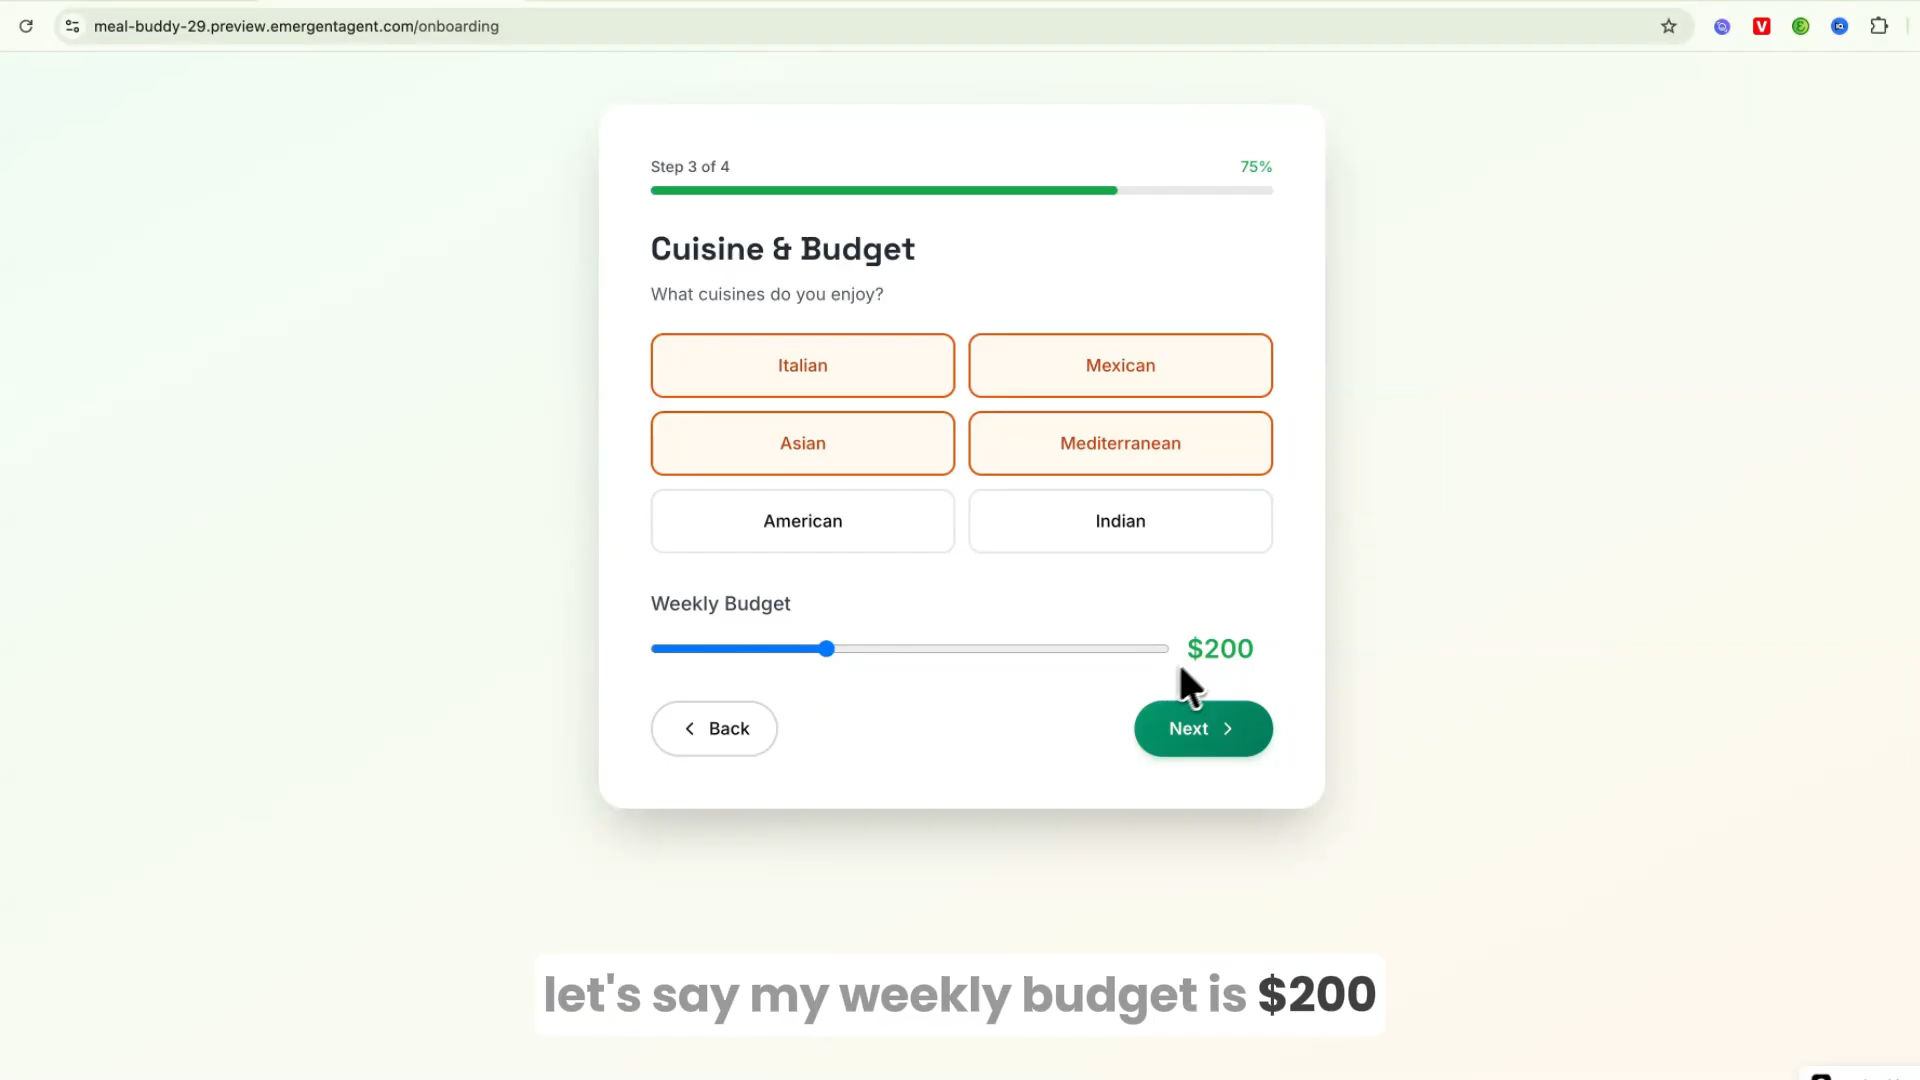 meal-buddy-29.preview.emergentagent.com/onboarding
V
Step 3 of 4
75%
Cuisine & Budget
What cuisines do you enjoy?
Italian
Mexican
Asian
Mediterranean
American
Indian
Weekly Budget
$200
Back
Next
let's say my weekly budget is $200